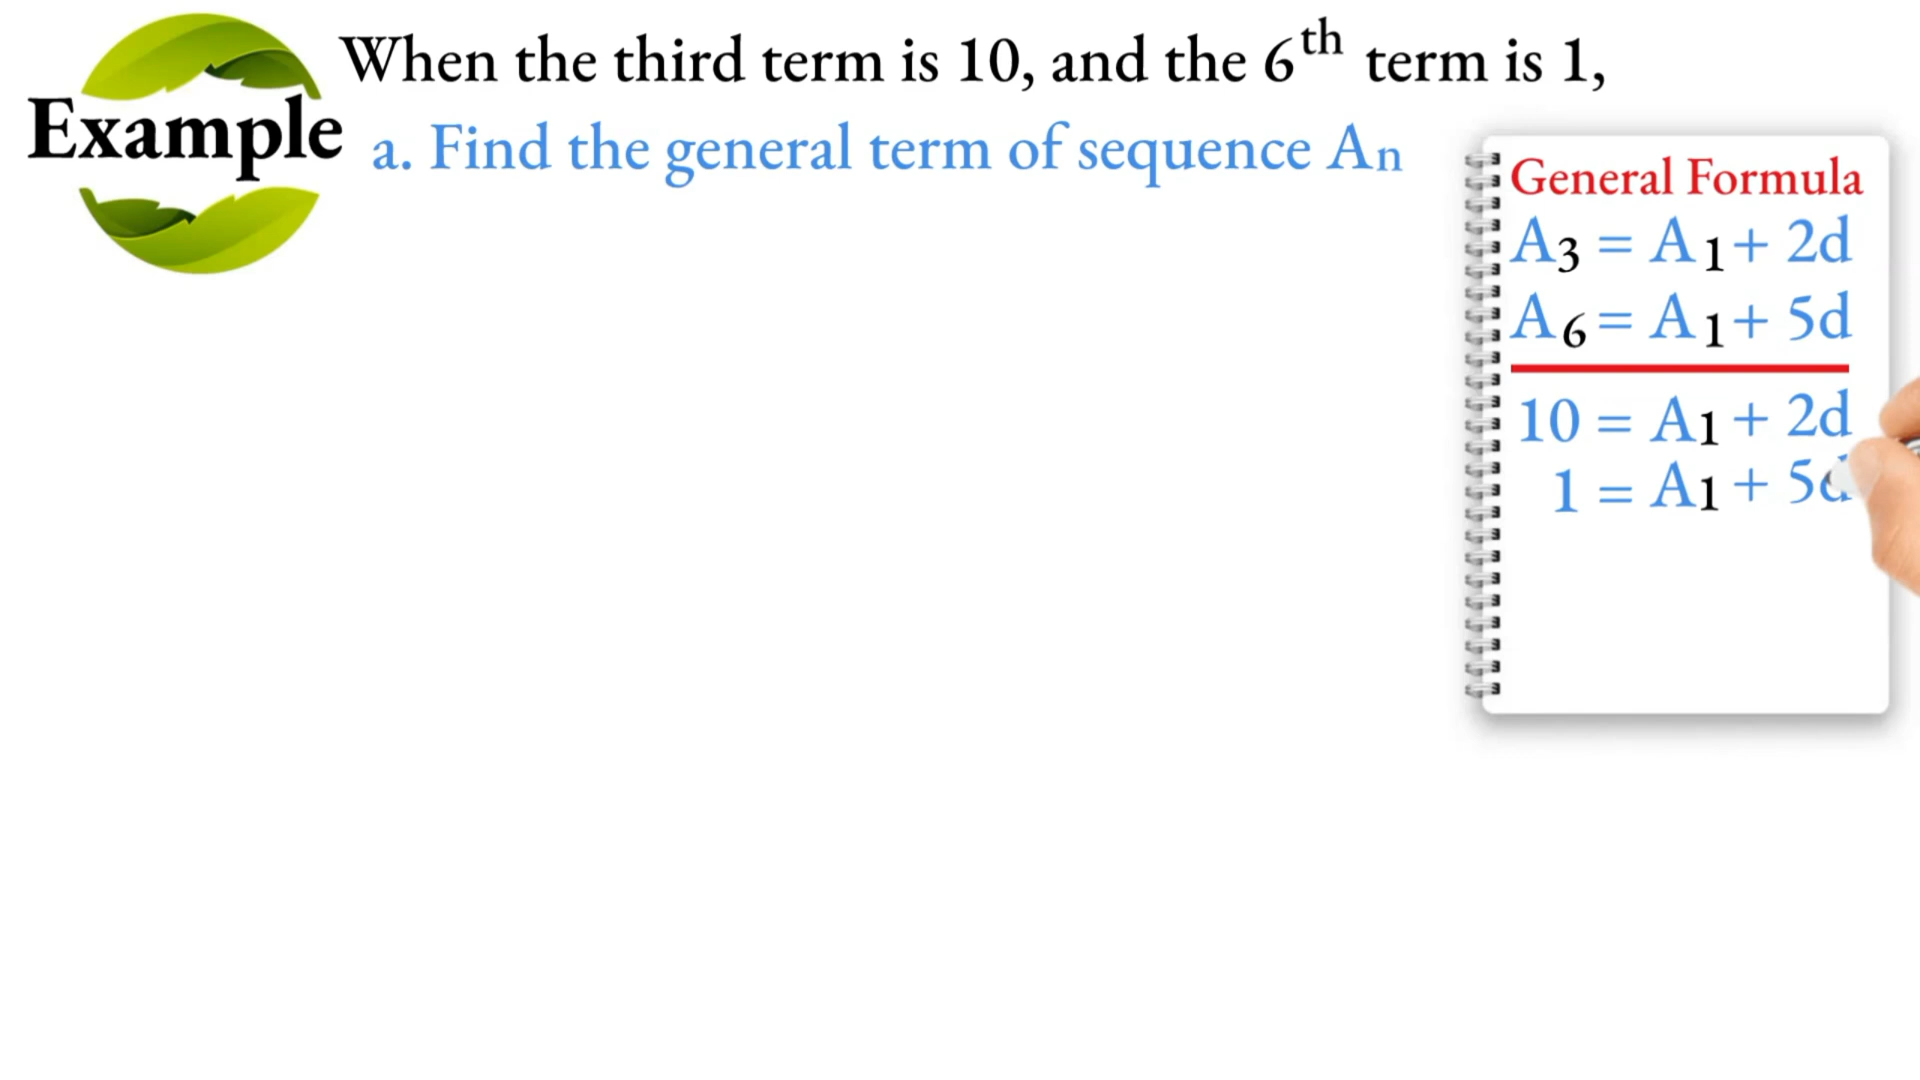 When the third term is 10, and the 6th term is 1,
Example
a. Find the general term of sequence An
General Formula
A3 = A1 + 2d
A6 = A1 + 5d
10 = A1 + 2d
1 = A1 + 5d